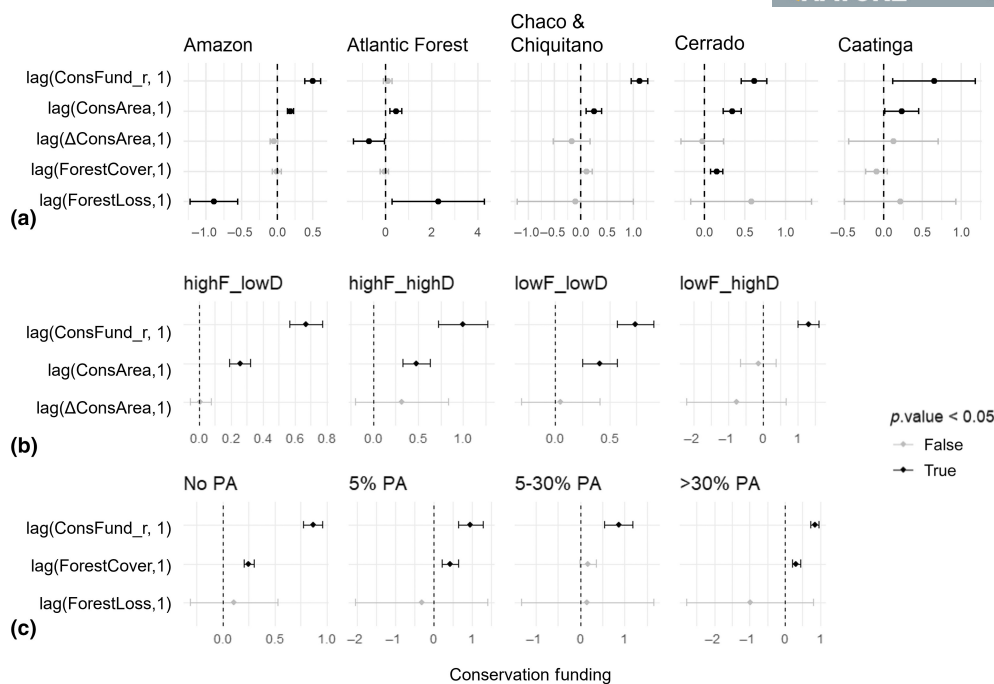 Chaco &
Amazon Atlantic Forest Chiquitano Cerrado Caatinga
lag(ConsFund_r, 1)
lag(ConsArea,1)
lag(ΔConsArea,1)
lag(ForestCover,1)
lag(ForestLoss,1)
(a)
−1.0 −0.5 0.0 0.5 0 2 4 −1.0 −0.5 0.0 0.5 1.0 0.0 0.5 1.0 −0.5 0.0 0.5 1.0
highF_lowD highF_highD lowF_lowD lowF_highD
lag(ConsFund_r, 1)
lag(ConsArea,1)
lag(ΔConsArea,1)
(b)
0.0 0.2 0.4 0.6 0.8 0.0 0.5 1.0 0.0 0.5 −2 −1 0 1
p.value < 0.05
False
True
No PA 5% PA 5-30% PA >30% PA
lag(ConsFund_r, 1)
lag(ForestCover,1)
lag(ForestLoss,1)
(c)
0.0 0.5 1.0 −2 −1 0 1 −1 0 1 −2 −1 0 1
Conservation funding